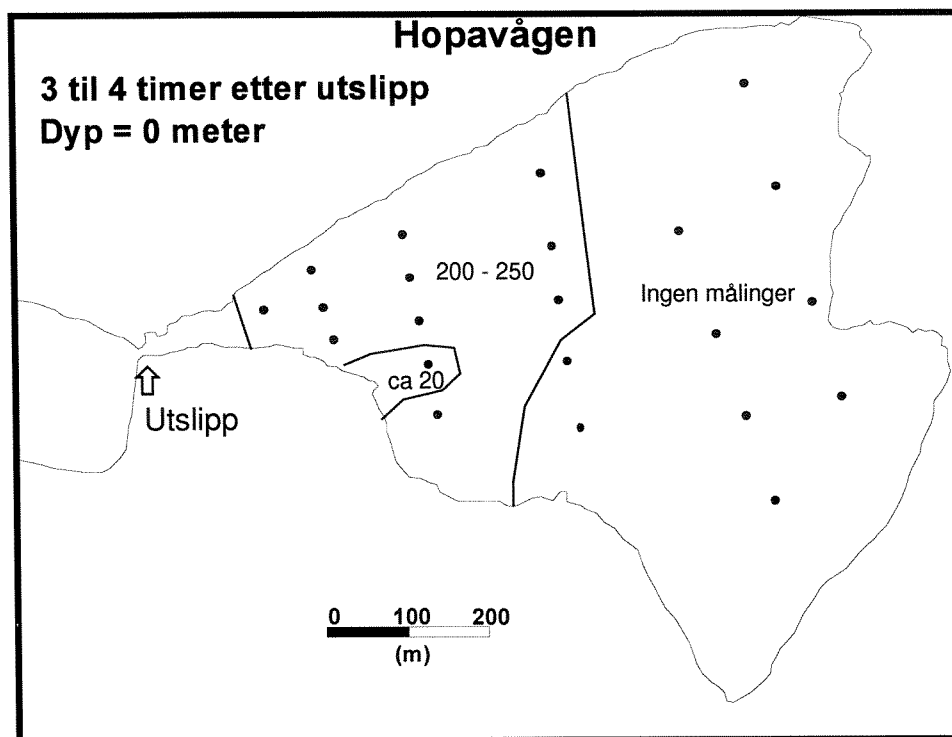 Hopavågen
3 til 4 timer etter utslipp
Dyp = 0 meter
200 - 250
Ingen målinger
ca 20
Utslipp
0 100 200
(m)